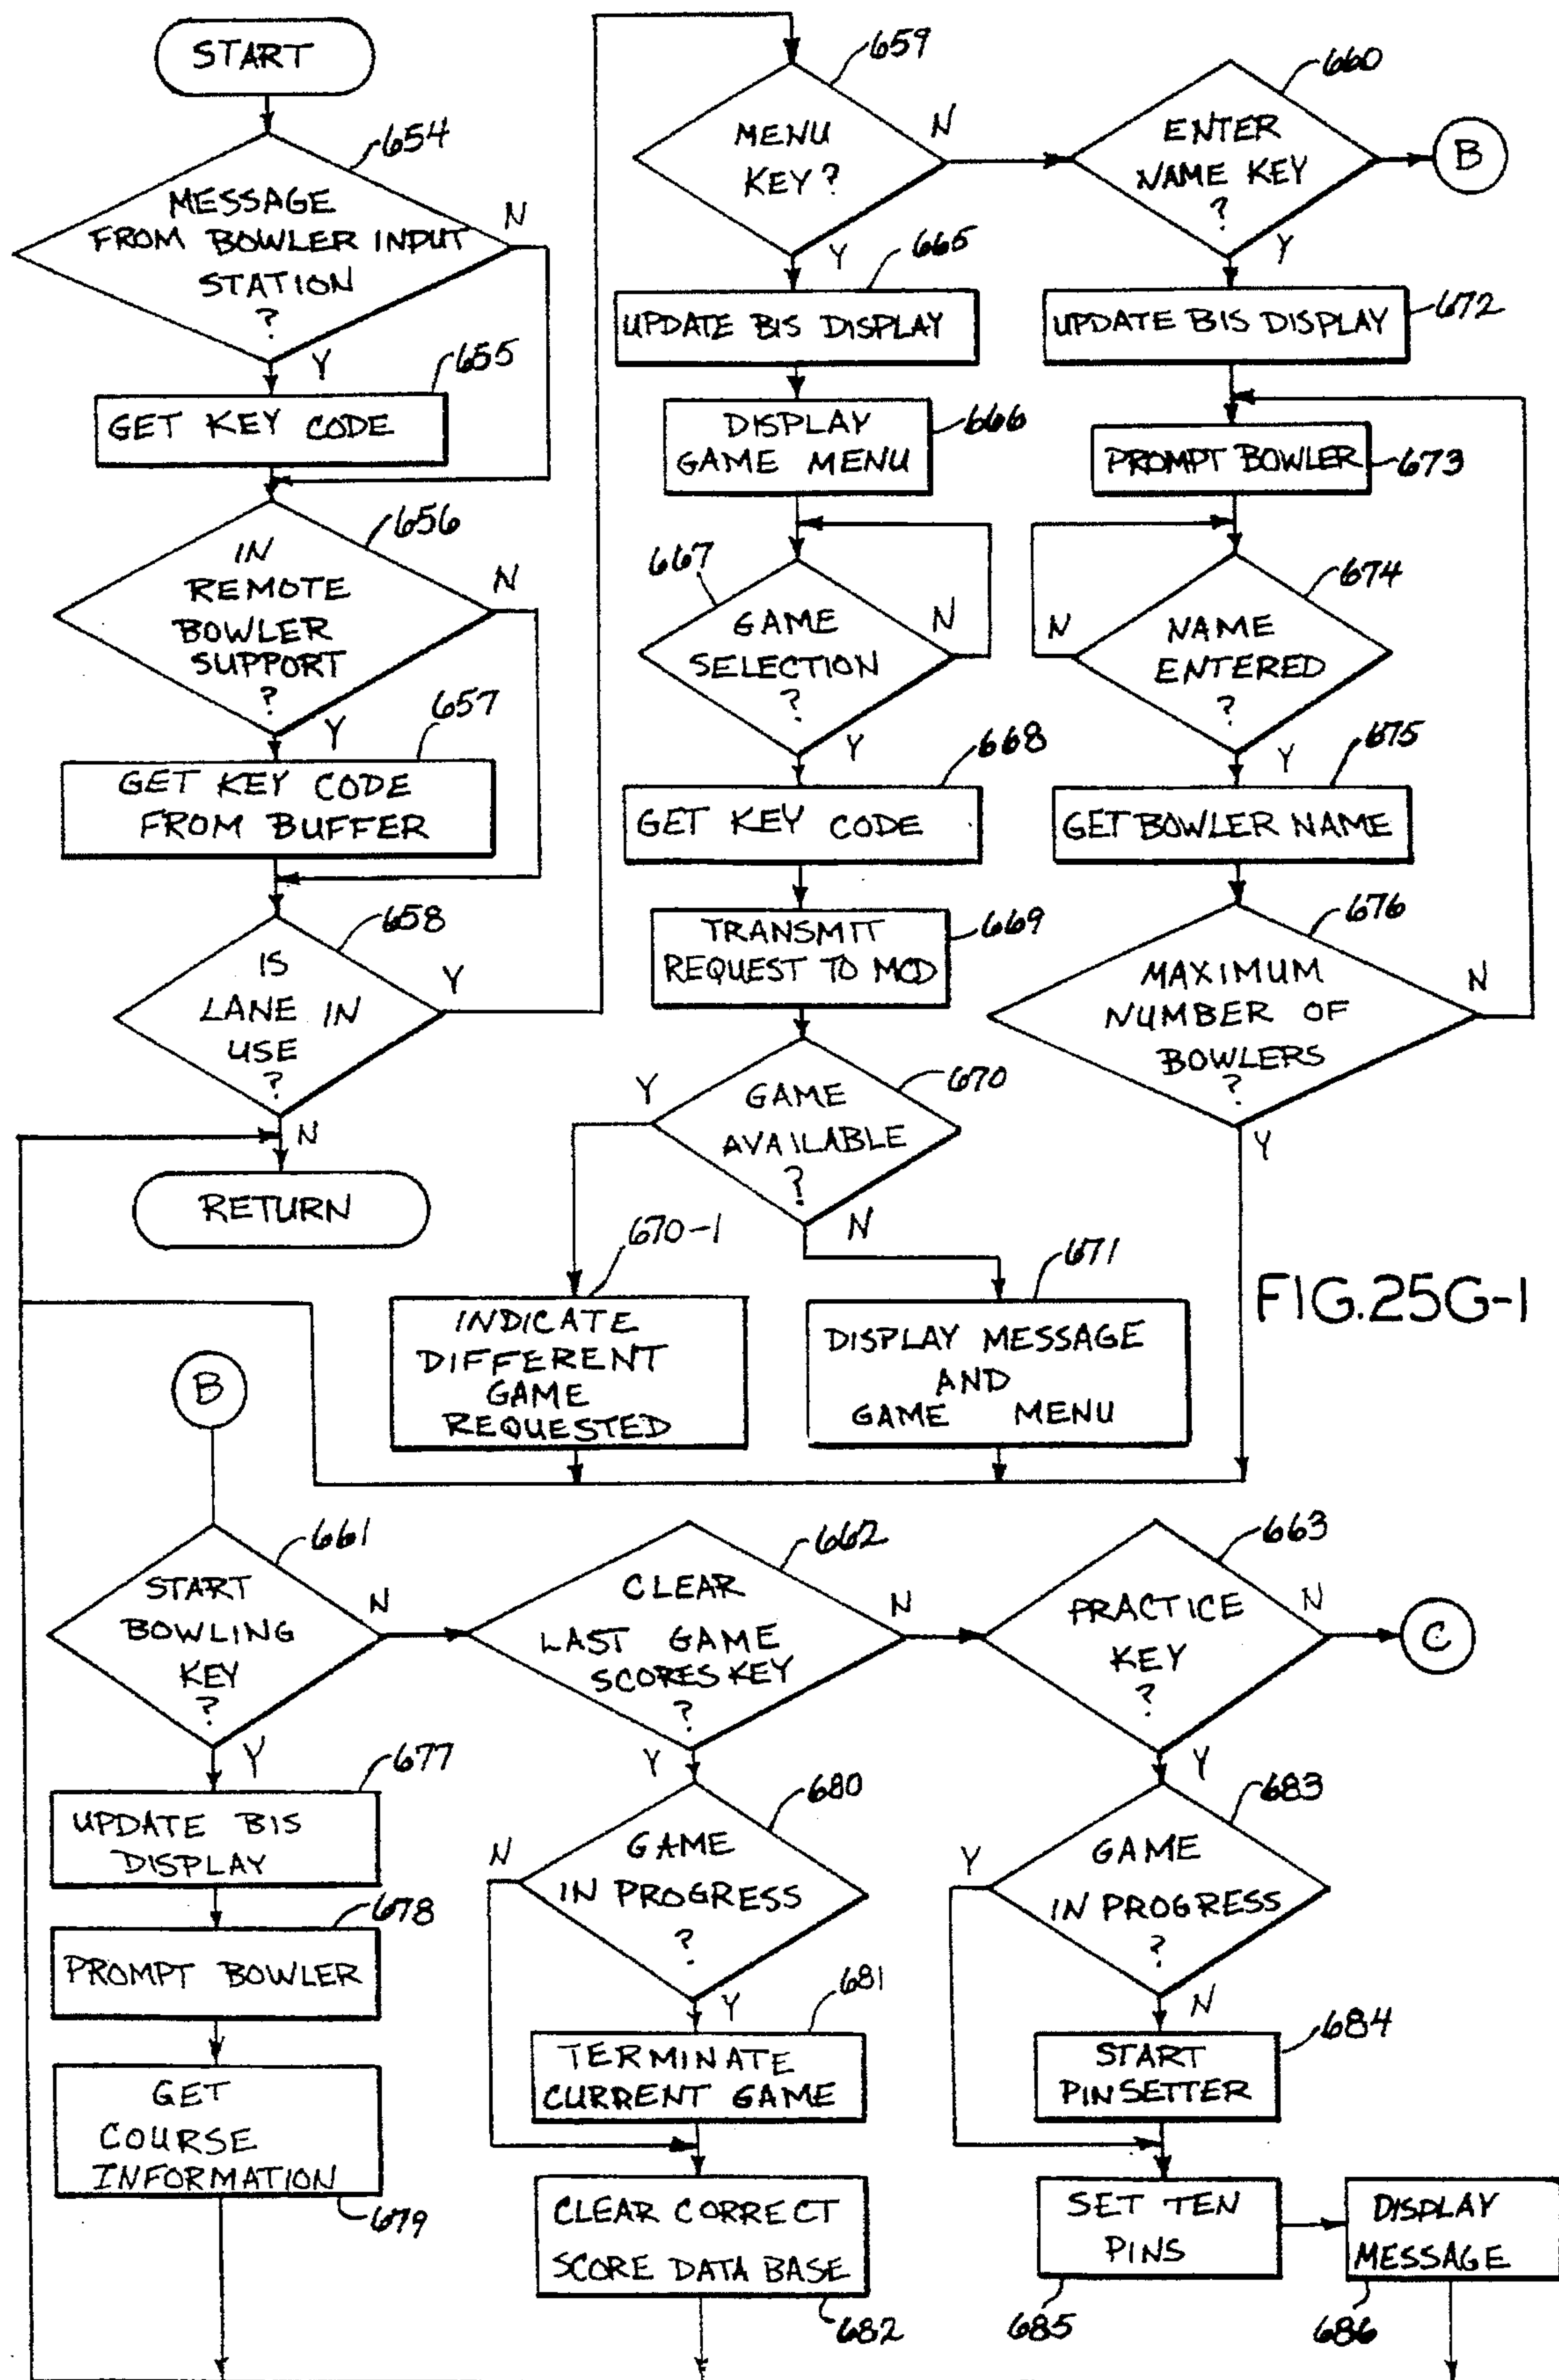 START
654
MESSAGE
FROM BOWLER INPUT
STATION
?
N
Y
655
GET KEY CODE
656
IN
REMOTE
BOWLER
SUPPORT
?
N
Y
657
GET KEY CODE
FROM BUFFER
658
IS
LANE IN
USE
?
Y
N
RETURN
659
MENU
KEY?
N
Y
665
UPDATE BIS DISPLAY
DISPLAY
GAME MENU
666
667
GAME
SELECTION
?
N
Y
668
GET KEY CODE
TRANSMIT
REQUEST TO MCD
669
670
GAME
AVAILABLE
?
Y
N
670-1
INDICATE
DIFFERENT
GAME
REQUESTED
671
DISPLAY MESSAGE
AND
GAME MENU
660
ENTER
NAME KEY
?
B
Y
UPDATE BIS DISPLAY
672
PROMPT BOWLER
673
674
NAME
ENTERED
?
N
Y
675
GET BOWLER NAME
676
MAXIMUM
NUMBER OF
BOWLERS
?
N
Y
FIG.25G-1
B
661
START
BOWLING
KEY
?
N
Y
677
UPDATE BIS
DISPLAY
678
PROMPT BOWLER
GET
COURSE
INFORMATION
679
662
CLEAR
LAST GAME
SCORES KEY
?
N
Y
680
GAME
IN PROGRESS
?
N
Y
681
TERMINATE
CURRENT GAME
CLEAR CORRECT
SCORE DATA BASE
682
663
PRACTICE
KEY
?
N
C
Y
683
GAME
IN PROGRESS
?
Y
N
684
START
PINSETTER
SET TEN
PINS
685
DISPLAY
MESSAGE
686